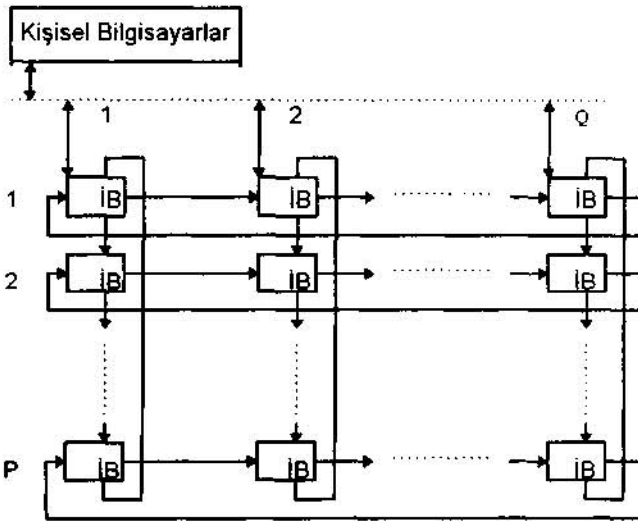 Kişisel Bilgisayarlar
1 2 Q
1 İB İB İB
2 İB İB İB
P İB İB İB